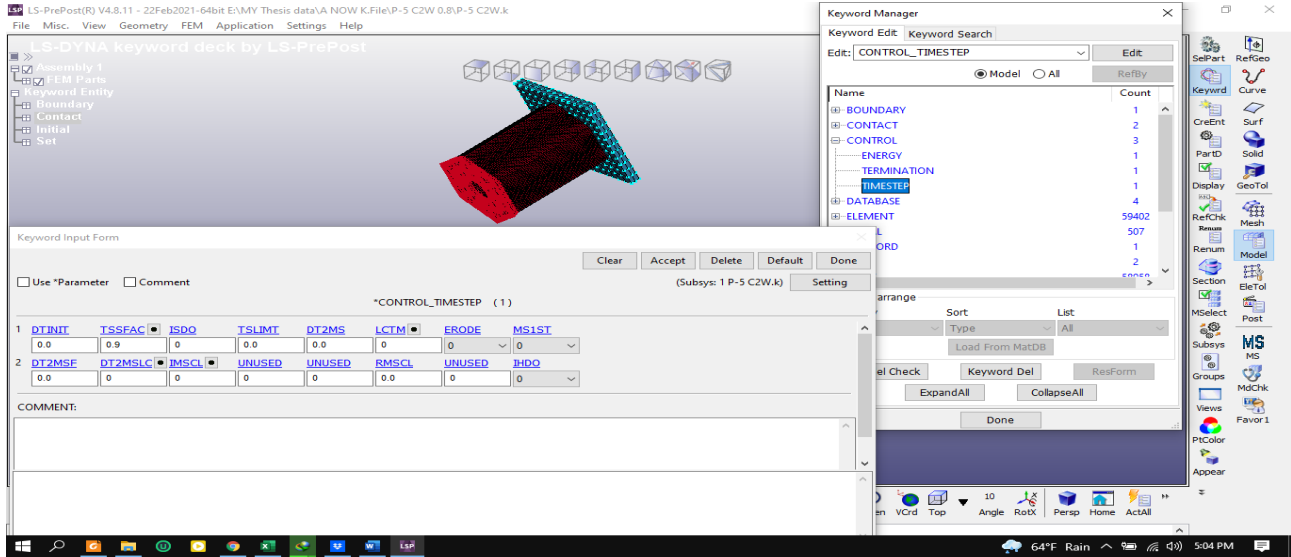 LS-PrePost(R) V4.8.11 - 22Feb2021-64bit E:\MY Thesis data\A NOW K.File\P-5 C2W 0.8\P-5 C2W.k
File Misc. View Geometry FEM Application Settings Help
LS-DYNA keyword deck by LS-PrePost
Assembly 1
FEM Parts
Keyword Entity
Boundary
Contact
Initial
Set
Keyword Manager
Keyword Edit Keyword Search
Edit: CONTROL_TIMESTEP Edit
Model All RefBy
Name Count
BOUNDARY 1
CONTACT 2
CONTROL 3
ENERGY 1
TERMINATION 1
TIMESTEP 1
DATABASE 4
ELEMENT 59402
L 507
ORD 1
2
arrange
Sort List
Type All
Load From MatDB
el Check Keyword Del ResForm
ExpandAll CollapseAll
Done
Keyword Input Form
Clear Accept Delete Default Done
Use *Parameter Comment (Subsys: 1 P-5 C2W.k) Setting
*CONTROL_TIMESTEP (1)
1 DTINIT TSSFAC ISDO TSLIMT DT2MS LCTM ERODE MS1ST
0.0 0.9 0 0.0 0.0 0 0 0
2 DT2MSF DT2MSLC IMSCL UNUSED UNUSED RMSCL UNUSED IHDO
0.0 0 0 0 0 0.0 0 0
COMMENT:
SelPart RefGeo
Keywrd Curve
CreEnt Surf
PartD Solid
Display GeoTol
RefChk Mesh
Renum
Renum Model
Section EleTol
MSelect Post
Subsys MS
MS
Groups MdChk
Views Favor1
PtColor
Appear
10
en VCrd Top Angle RotX Persp Home ActAll
LSP
64°F Rain 5:04 PM